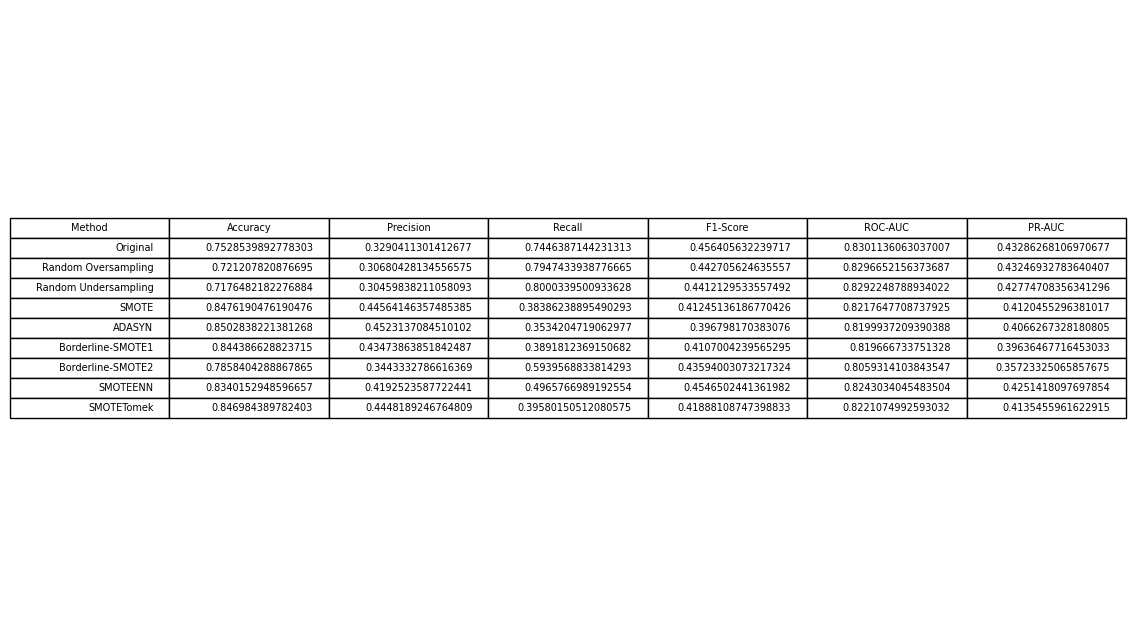 Method Accuracy Precision Recall F1-Score ROC-AUC PR-AUC
Original 0.7528539892778303 0.3290411301412677 0.7446387144231313 0.456405632239717 0.8301136063037007 0.43286268106970677
Random Oversampling 0.721207820876695 0.30680428134556575 0.7947433938776665 0.442705624635557 0.8296652156373687 0.43246932783640407
Random Undersampling 0.7176482182276884 0.30459838211058093 0.8000339500933628 0.4412129533557492 0.8292248788934022 0.42774708356341296
SMOTE 0.8476190476190476 0.44564146357485385 0.38386238895490293 0.41245136186770426 0.8217647708737925 0.4120455296381017
ADASYN 0.8502838221381268 0.4523137084510102 0.3534204719062977 0.396798170383076 0.8199937209390388 0.4066267328180805
Borderline-SMOTE1 0.844386628823715 0.43473863851842487 0.3891812369150682 0.4107004239565295 0.819666733751328 0.39636467716453033
Borderline-SMOTE2 0.7858404288867865 0.3443332786616369 0.5939568833814293 0.43594003073217324 0.8059314103843547 0.35723325065857675
SMOTEENN 0.8340152948596657 0.4192523587722441 0.4965766989192554 0.454650244136​1982 0.8243034045483504 0.4251418097697854
SMOTETomek 0.846984389782403 0.4448189246764809 0.39580150512080575 0.41888108747398833 0.8221074992593032 0.4135455961622915